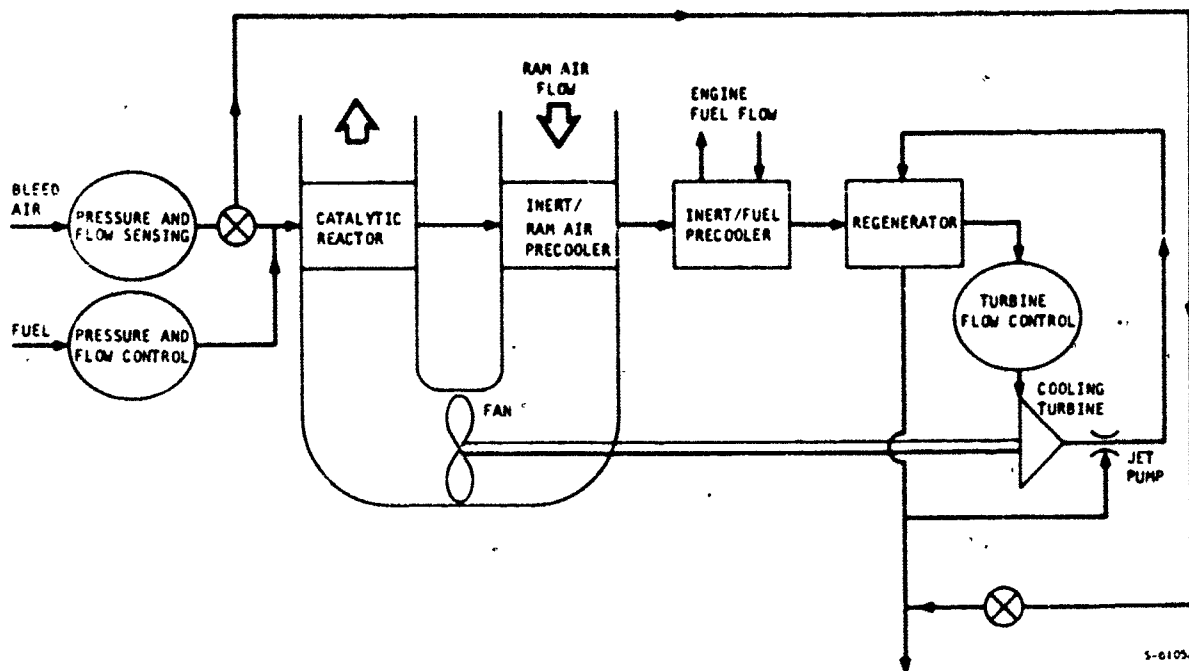 RAM AIR
FLOW
ENGINE
FUEL FLOW
BLEED
AIR
PRESSURE AND
FLOW SENSING
CATALYTIC
REACTOR
INERT/
RAM AIR
PRECOOLER
INERT/FUEL
PRECOOLER
REGENERATOR
TURBINE
FLOW CONTROL
FUEL
PRESSURE AND
FLOW CONTROL
COOLING
TURBINE
FAN
JET
PUMP